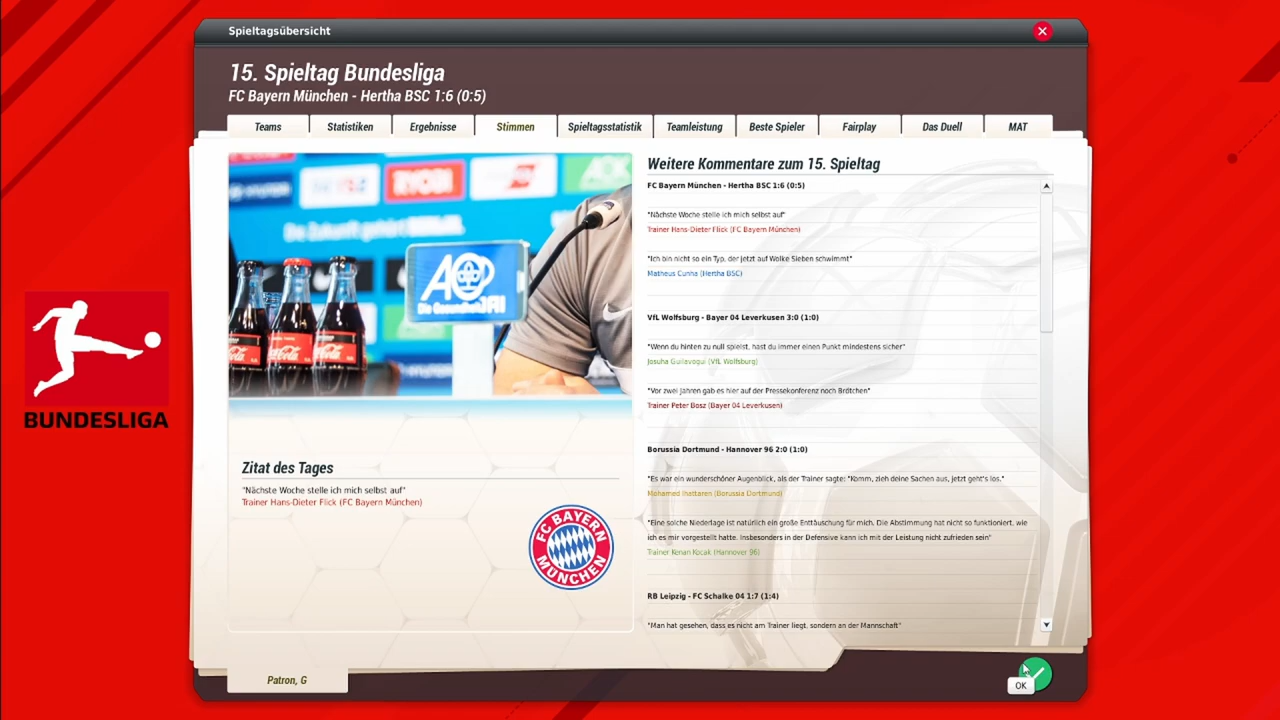 Spieltagsübersicht
15. Spieltag Bundesliga
FC Bayern München - Hertha BSC 1:6 (0:5)
Teams
Statistiken
Ergebnisse
Stimmen
Spieltagsstatistik
Teamleistung
Beste Spieler
Fairplay
Das Duell
MAT
RYOBI
AOK
Die Gesundheit
Coca-Cola
Zitat des Tages
"Nächste Woche stelle ich mich selbst auf"
Trainer Hans-Dieter Flick (FC Bayern München)
FC BAYERN
MÜNCHEN
Weitere Kommentare zum 15. Spieltag
FC Bayern München - Hertha BSC 1:6 (0:5)
"Nächste Woche stelle ich mich selbst auf"
Trainer Hans-Dieter Flick (FC Bayern München)
"Ich bin nicht so ein Typ, der jetzt auf Wolke Sieben schwimmt"
Matheus Cunha (Hertha BSC)
VfL Wolfsburg - Bayer 04 Leverkusen 3:0 (1:0)
"Wenn du hinten zu null spielst, hast du immer einen Punkt mindestens sicher"
Josuha Guilavogui (VfL Wolfsburg)
"Vor zwei Jahren gab es hier auf der Pressekonferenz noch Brötchen"
Trainer Peter Bosz (Bayer 04 Leverkusen)
Borussia Dortmund - Hannover 96 2:0 (1:0)
"Es war ein wunderschöner Augenblick, als der Trainer sagte: "Komm, zieh deine Sachen aus, jetzt geht's los."
Mohamed Ihattaren (Borussia Dortmund)
"Eine solche Niederlage ist natürlich ein große Enttäuschung für mich. Die Abstimmung hat nicht so funktioniert, wie
ich es mir vorgestellt hatte. Insbesonders in der Defensive kann ich mit der Leistung nicht zufrieden sein"
Trainer Kenan Kocak (Hannover 96)
RB Leipzig - FC Schalke 04 1:7 (1:4)
"Man hat gesehen, dass es nicht am Trainer liegt, sondern an der Mannschaft"
BUNDESLIGA
Patron, G
OK